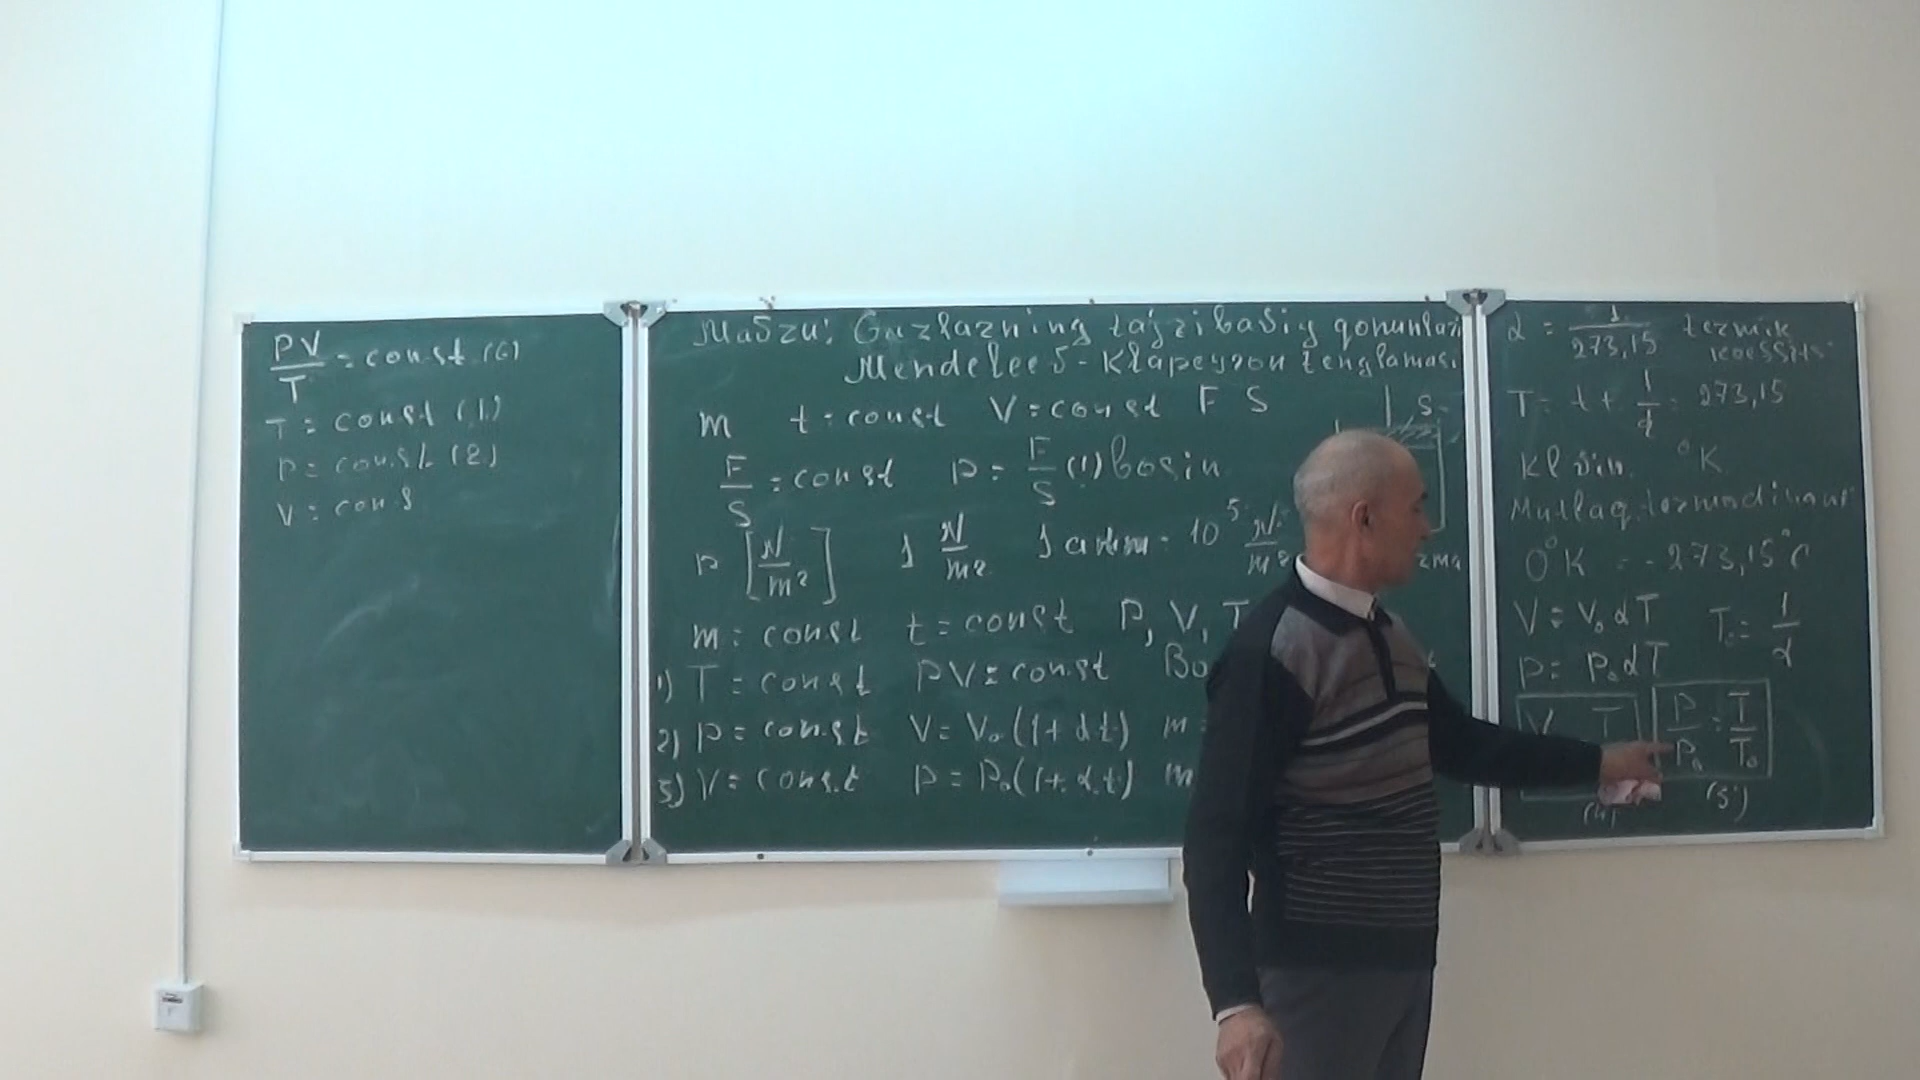 PV/T = const (6)
T = const (1)
P = const (2)
V = cons
Mavzu: Gazlarning tajribaviy qonunlari
Mendeleev - Klapeyron tenglamasi
m t = const V = const F S
F/S = const P = F/S (1) bosim
S
P [N/m²] 1 N/m² 1 atm = 10⁵ N/m²
m = const t = const P, V, T
1) T = const PV = const Bo
2) P = const V = V₀(1 + αt) m =
3) V = const P = P₀(1 + αt) m
α = 1/273,15 termik
T = t + 1/α = 273,15
Kelvin °K
Mutlaq
0°K = -273,15°C
V = V₀αT T₀ = 1/α
P = P₀αT
V T P/P₀ = T/T₀
(4) (5)